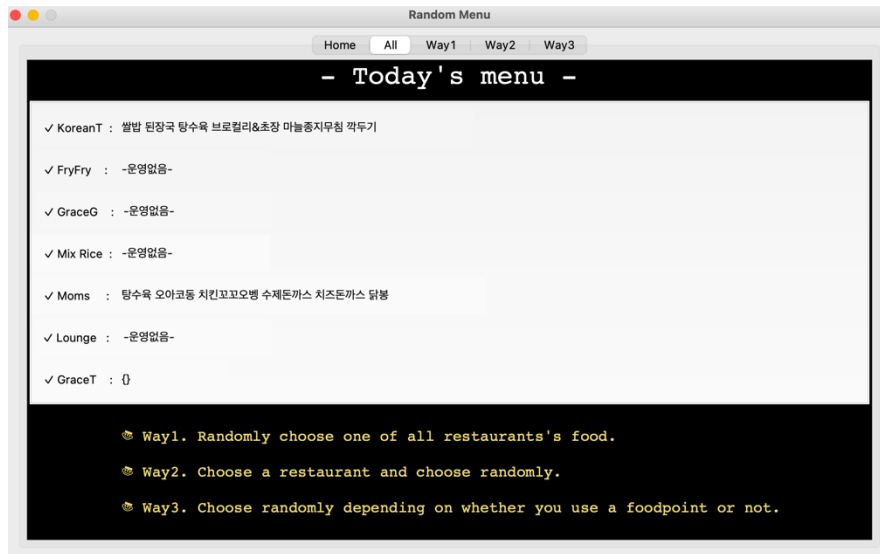 Random Menu
Home All Way1 Way2 Way3
- Today's menu -
✓ KoreanT : 쌀밥 된장국 탕수육 브로컬리&초장 마늘종지무침 깍두기
✓ FryFry : -운영없음-
✓ GraceG : -운영없음-
✓ Mix Rice : -운영없음-
✓ Moms : 탕수육 오아코동 치킨꼬꼬오벵 수제돈까스 치즈돈까스 닭봉
✓ Lounge : -운영없음-
✓ GraceT : {}
Way1. Randomly choose one of all restaurants's food.
Way2. Choose a restaurant and choose randomly.
Way3. Choose randomly depending on whether you use a foodpoint or not.